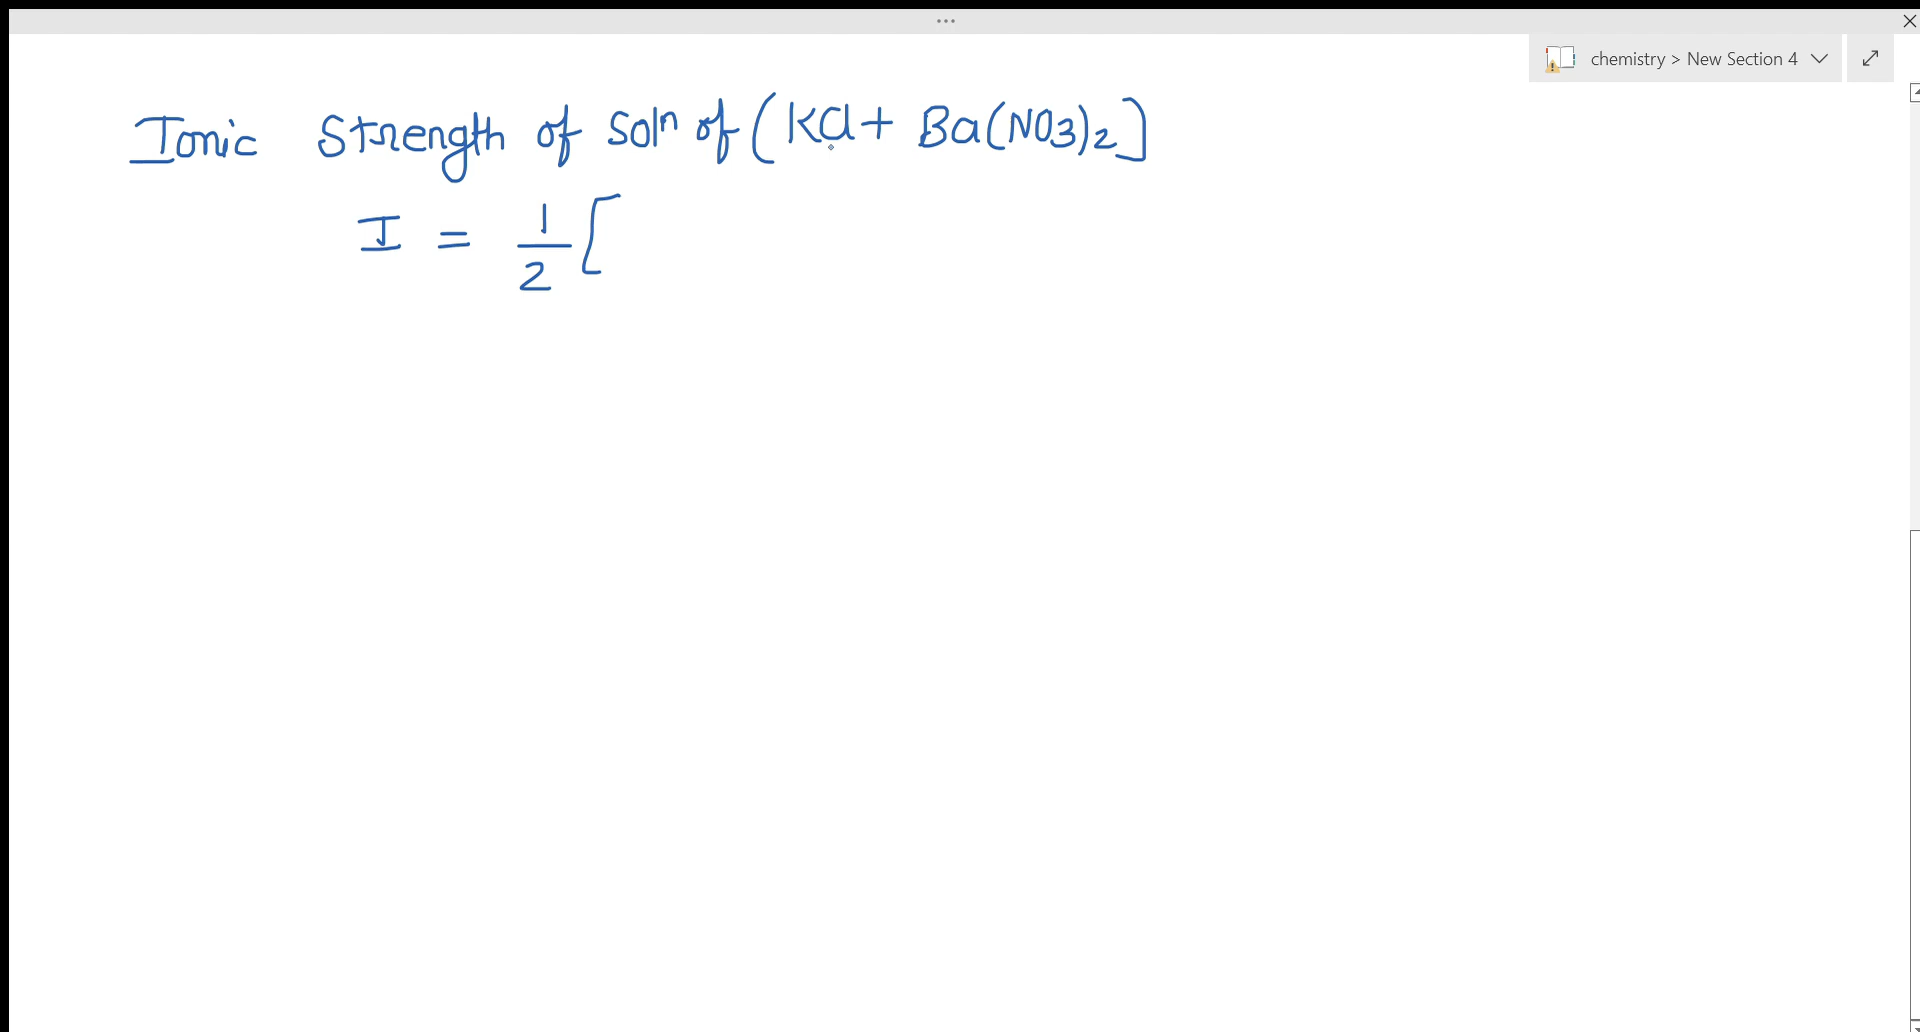 chemistry > New Section 4
Ionic Strength of soln of (KCl + Ba(NO3)2]
I = 1/2 [